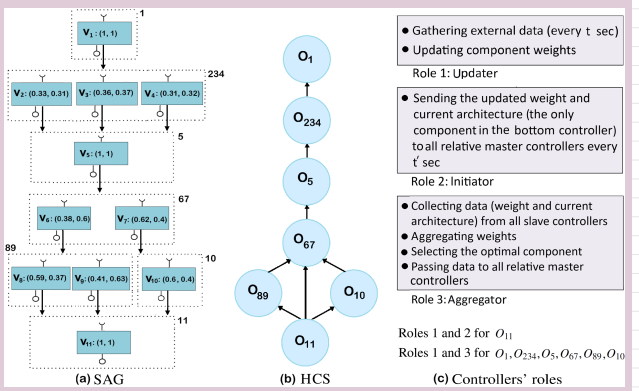 1
V1: (1, 1)
234
V2: (0.33, 0.31)
V3: (0.36, 0.37)
V4: (0.31, 0.32)
5
V5: (1, 1)
67
V6: (0.38, 0.6)
V7: (0.62, 0.4)
89
10
V8: (0.59, 0.37)
V9: (0.41, 0.63)
V10: (0.6, 0.4)
11
V11: (1, 1)
(a) SAG
O1
O234
O5
O67
O89
O10
O11
(b) HCS
● Gathering external data (every t sec)
● Updating component weights
Role 1: Updater
● Sending the updated weight and
current architecture (the only
component in the bottom controller)
to all relative master controllers every
t' sec
Role 2: Initiator
● Collecting data (weight and current
architecture) from all slave controllers
● Aggregating weights
● Selecting the optimal component
● Passing data to all relative master
controllers
Role 3: Aggregator
Roles 1 and 2 for O11
Roles 1 and 3 for O1, O234, O5, O67, O89, O10
(c) Controllers' roles